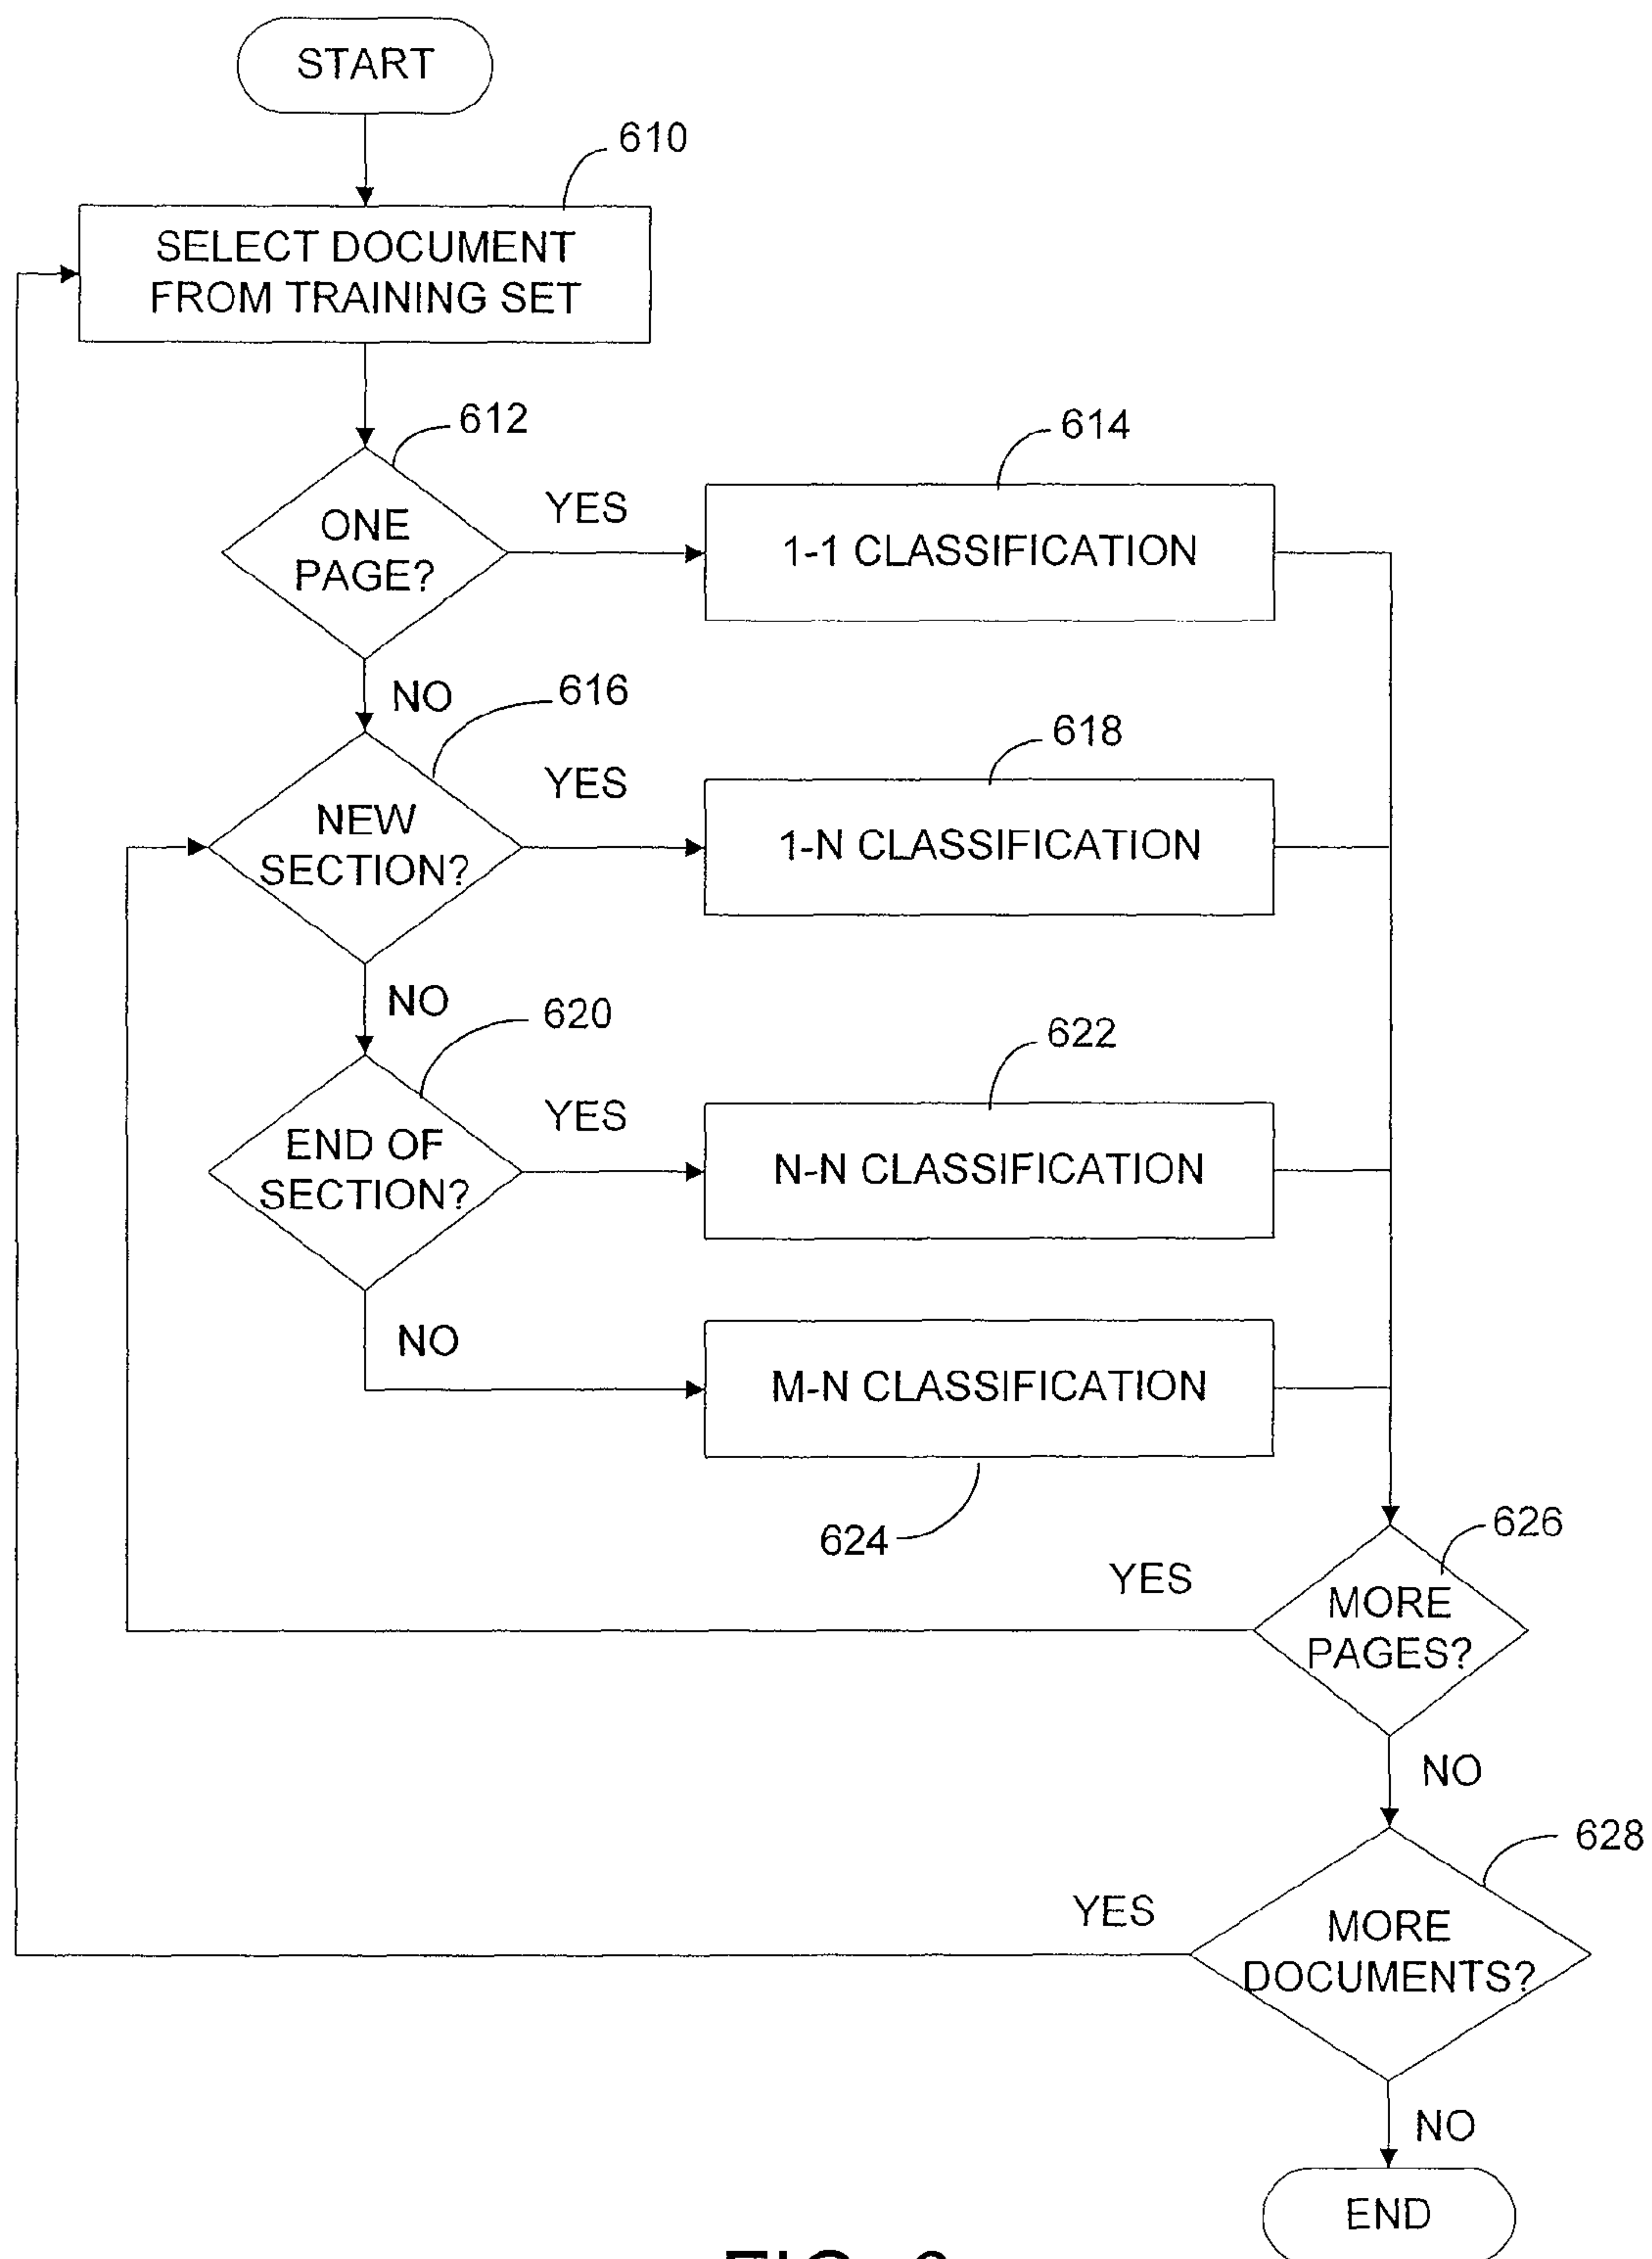 START
610
SELECT DOCUMENT
FROM TRAINING SET
612
614
ONE
PAGE?
YES
1-1 CLASSIFICATION
NO
616
618
NEW
SECTION?
YES
1-N CLASSIFICATION
NO
620
622
END OF
SECTION?
YES
N-N CLASSIFICATION
NO
M-N CLASSIFICATION
624
626
YES
MORE
PAGES?
NO
628
YES
MORE
DOCUMENTS?
NO
END